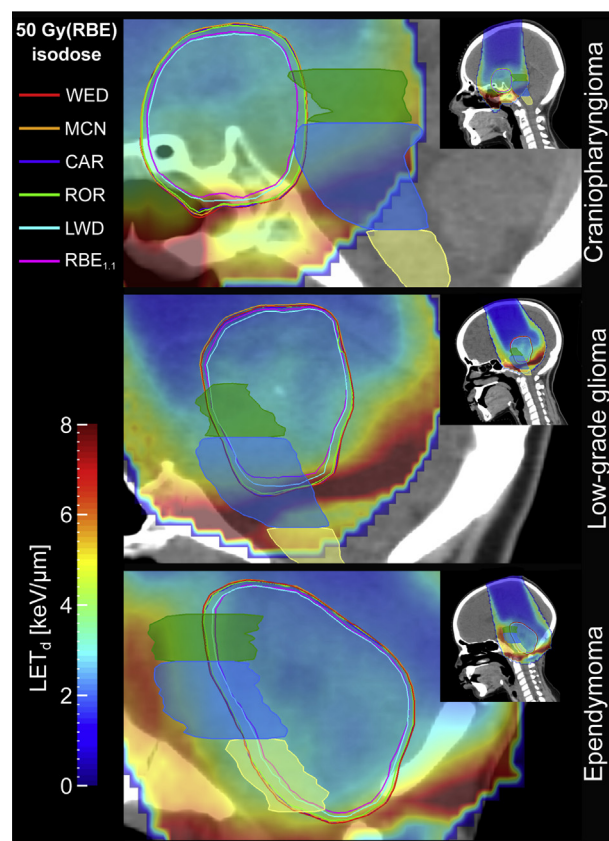 50 Gy(RBE)
isodose
WED
MCN
CAR
ROR
LWD
RBE1.1
Craniopharyngioma
Low-grade glioma
Ependymoma
LETd [keV/μm]
8
6
4
2
0